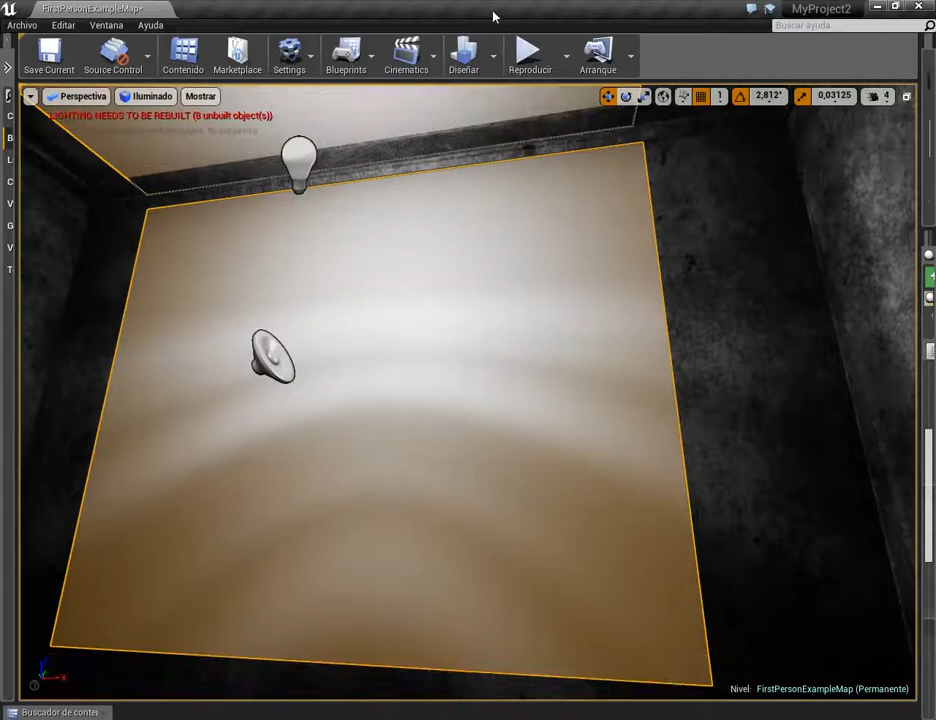 FirstPersonExampleMap*
MyProject2
Archivo Editar Ventana Ayuda
Buscar ayuda
Save Current Source Control Contenido Marketplace Settings Blueprints Cinematics Diseñar Reproducir Arranque
Perspectiva Iluminado Mostrar 1 2,812° 0,03125 4
LIGHTING NEEDS TO BE REBUILT (8 unbuilt object(s))
C
B
L
C
V
G
V
T
X
Nivel: FirstPersonExampleMap (Permanente)
Buscador de conte